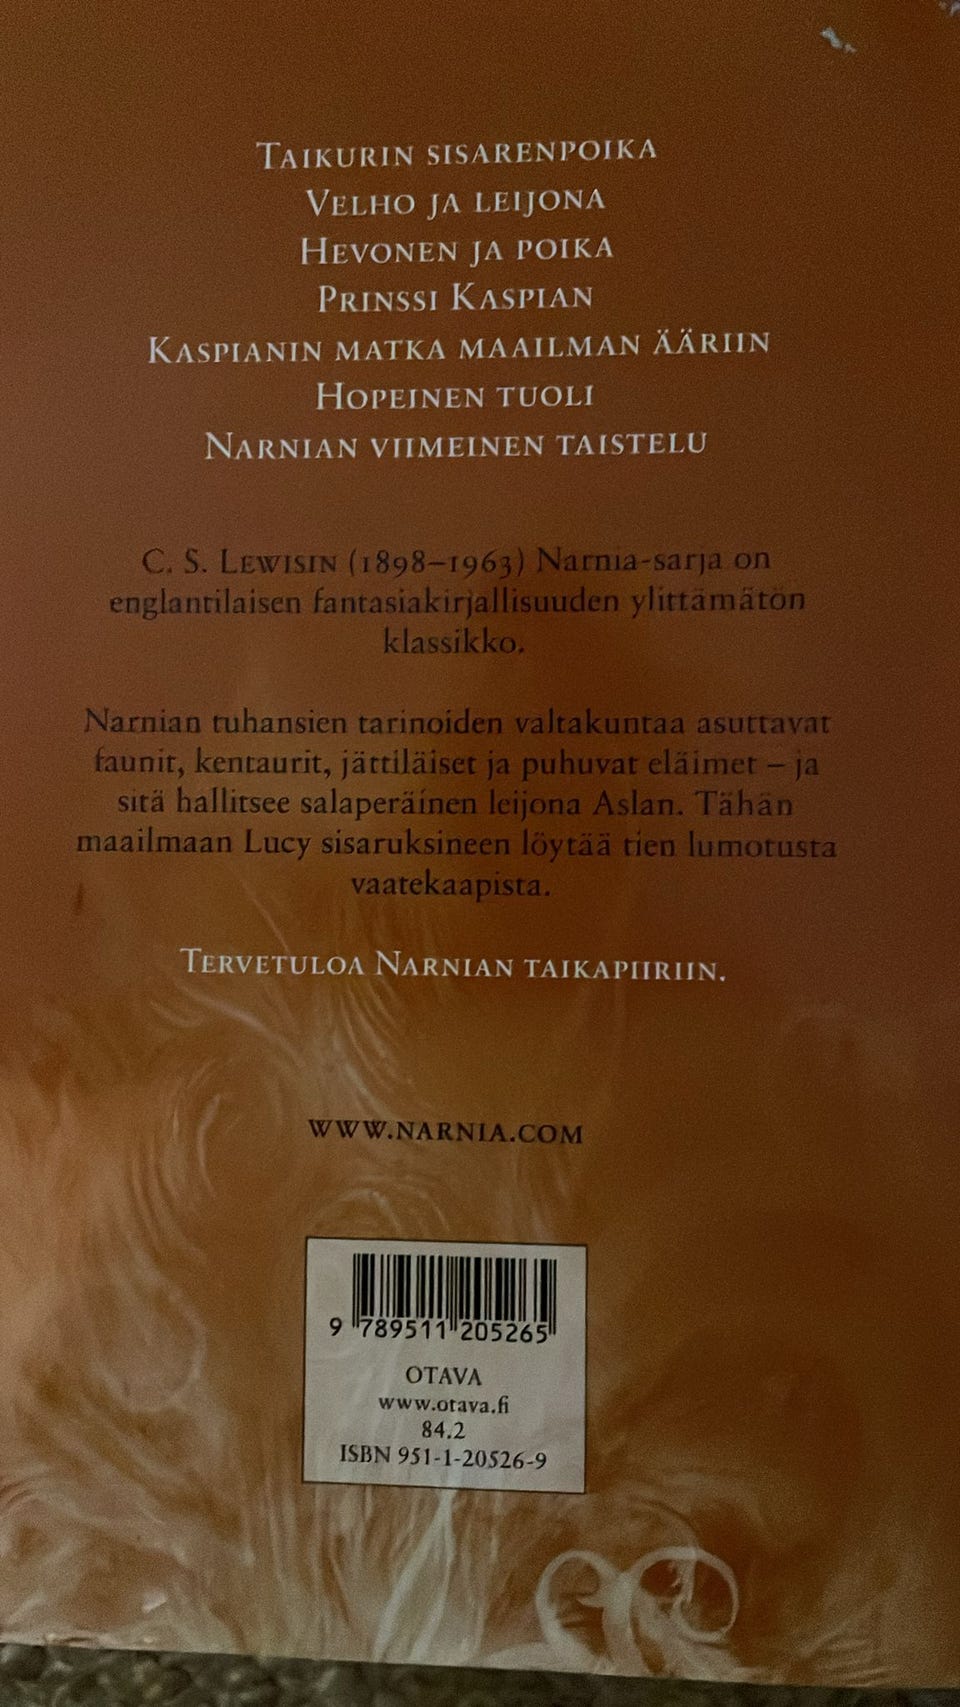 Taikurin sisarenpoika
Velho ja leijona
Hevonen ja poika
Prinssi Kaspian
Kaspianin matka maailman ääriin
Hopeinen tuoli
Narnian viimeinen taistelu
C. S. Lewisin (1898–1963) Narnia-sarja on
englantilaisen fantasiakirjallisuuden ylittämätön
klassikko.
Narnian tuhansien tarinoiden valtakuntaa asuttavat
faunit, kentaurit, jättiläiset ja puhuvat eläimet – ja
sitä hallitsee salaperäinen leijona Aslan. Tähän
maailmaan Lucy sisaruksineen löytää tien lumotusta
vaatekaapista.
Tervetuloa Narnian taikapiiriin.
www.narnia.com
9 789511 205265
OTAVA
www.otava.fi
84.2
ISBN 951-1-20526-9